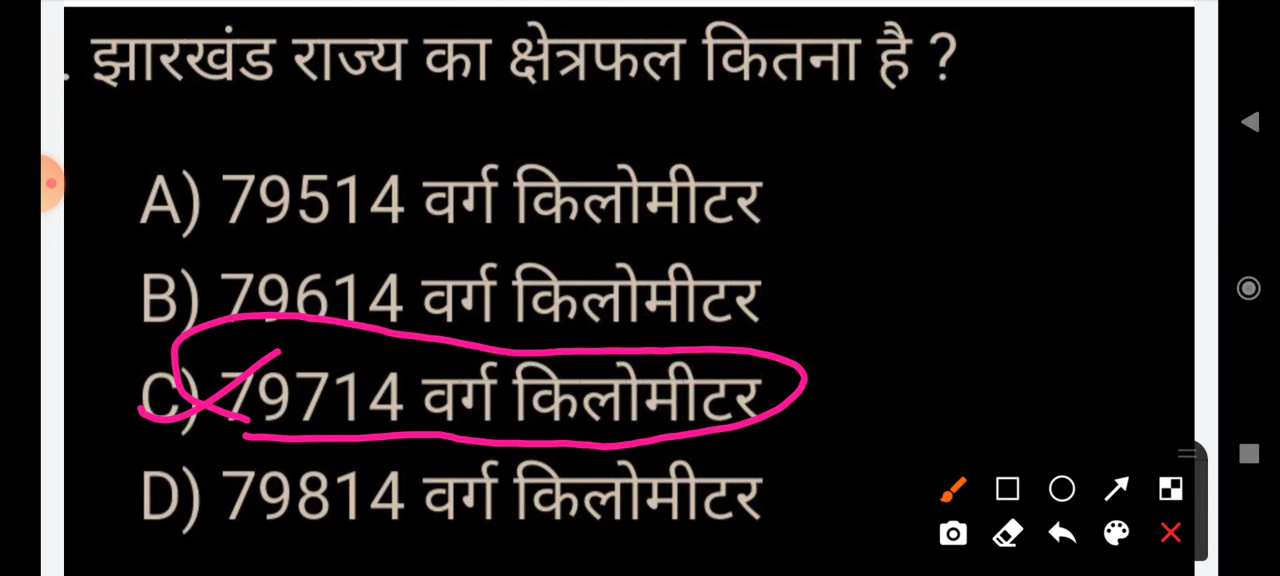 . झारखंड राज्य का क्षेत्रफल कितना है ?
A) 79514 वर्ग किलोमीटर
B) 79614 वर्ग किलोमीटर
C) 79714 वर्ग किलोमीटर
D) 79814 वर्ग किलोमीटर